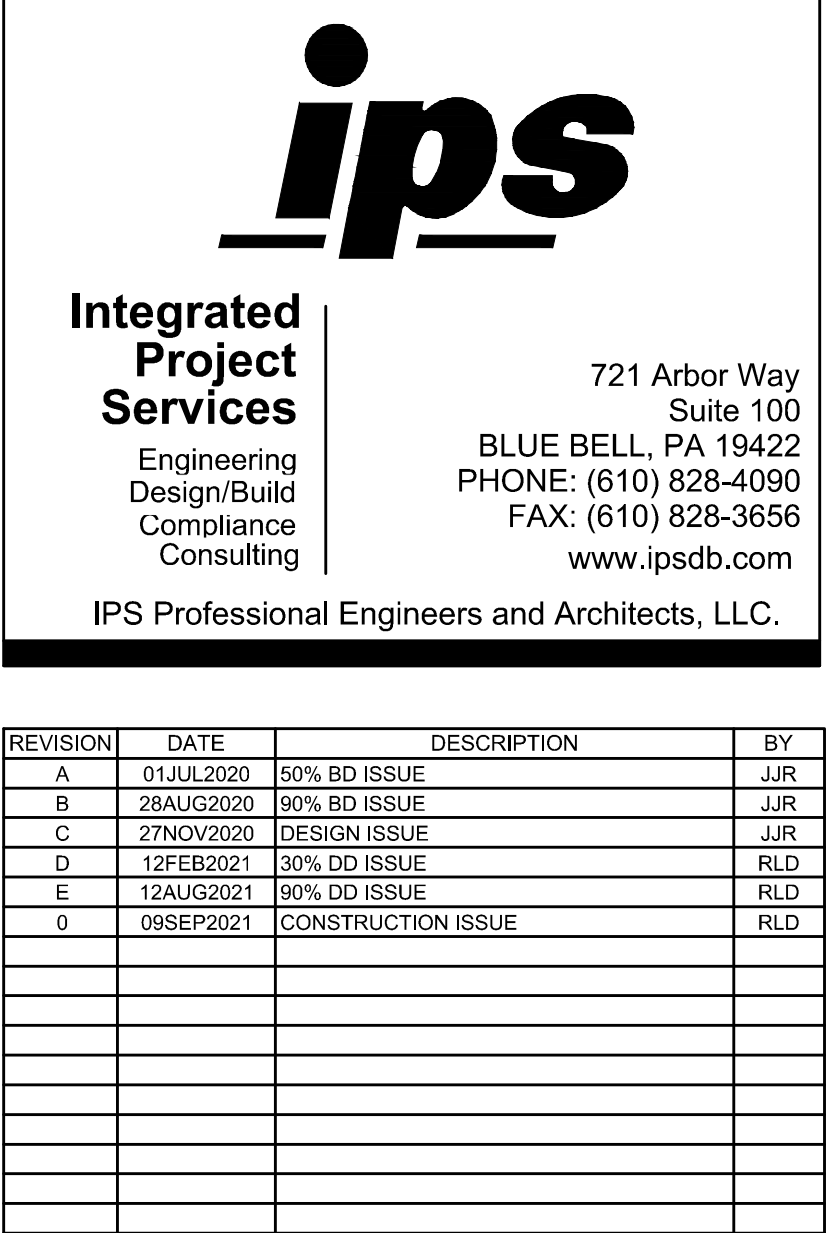 ips
Integrated
Project
Services
Engineering
Design/Build
Compliance
Consulting
721 Arbor Way
Suite 100
BLUE BELL, PA 19422
PHONE: (610) 828-4090
FAX: (610) 828-3656
www.ipsdb.com
IPS Professional Engineers and Architects, LLC.
REVISION DATE DESCRIPTION BY
A 01JUL2020 50% BD ISSUE JJR
B 28AUG2020 90% BD ISSUE JJR
C 27NOV2020 DESIGN ISSUE JJR
D 12FEB2021 30% DD ISSUE RLD
E 12AUG2021 90% DD ISSUE RLD
0 09SEP2021 CONSTRUCTION ISSUE RLD